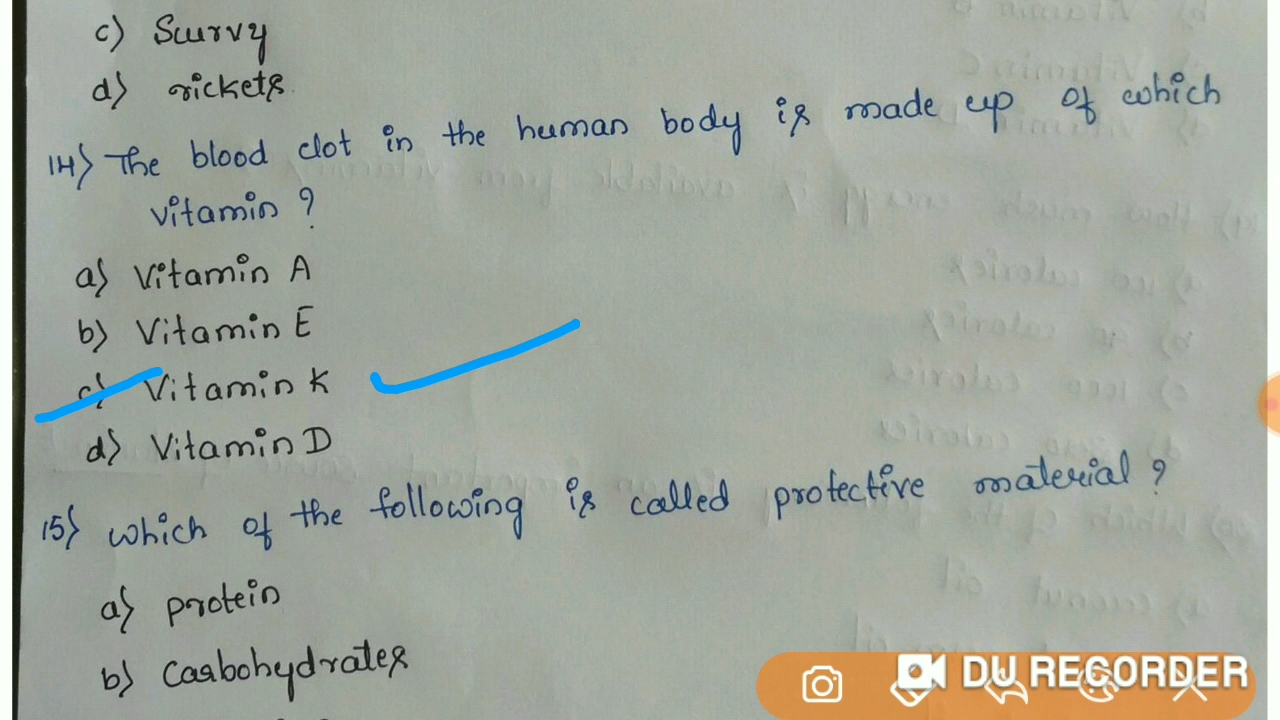 c) Scurvy
d) rickets
14) The blood clot in the human body is made up of which
vitamin ?
a) Vitamin A
b) Vitamin E
c) Vitamin K
d) Vitamin D
15) which of the following is called protective material ?
a) protein
b) Carbohydrates
DU RECORDER